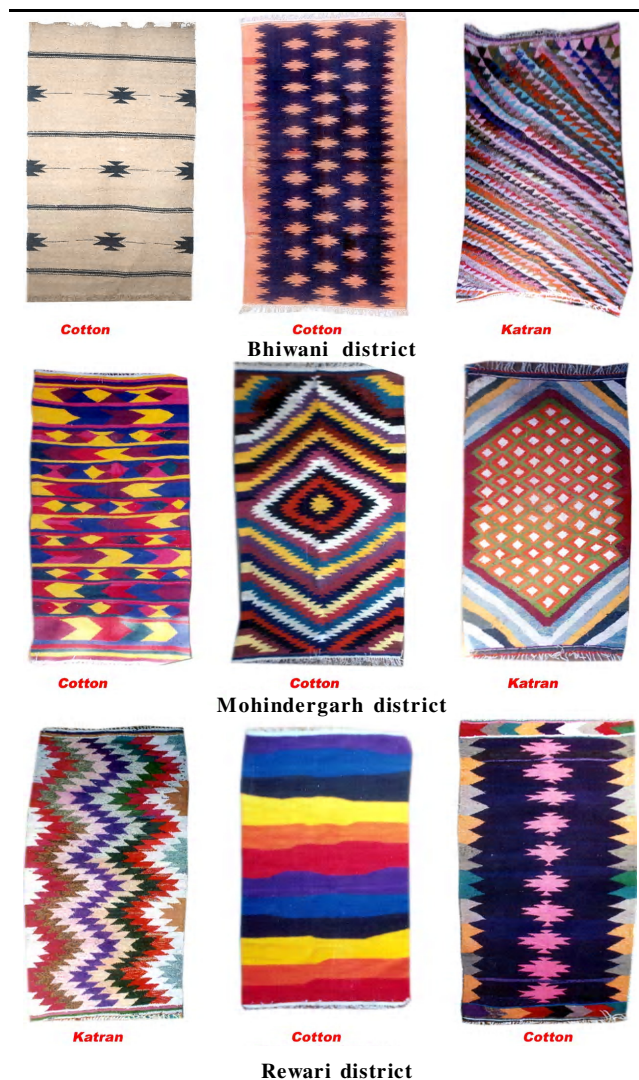 Cotton Cotton Katran
Bhiwani district
Cotton Cotton Katran
Mohindergarh district
Katran Cotton Cotton
Rewari district